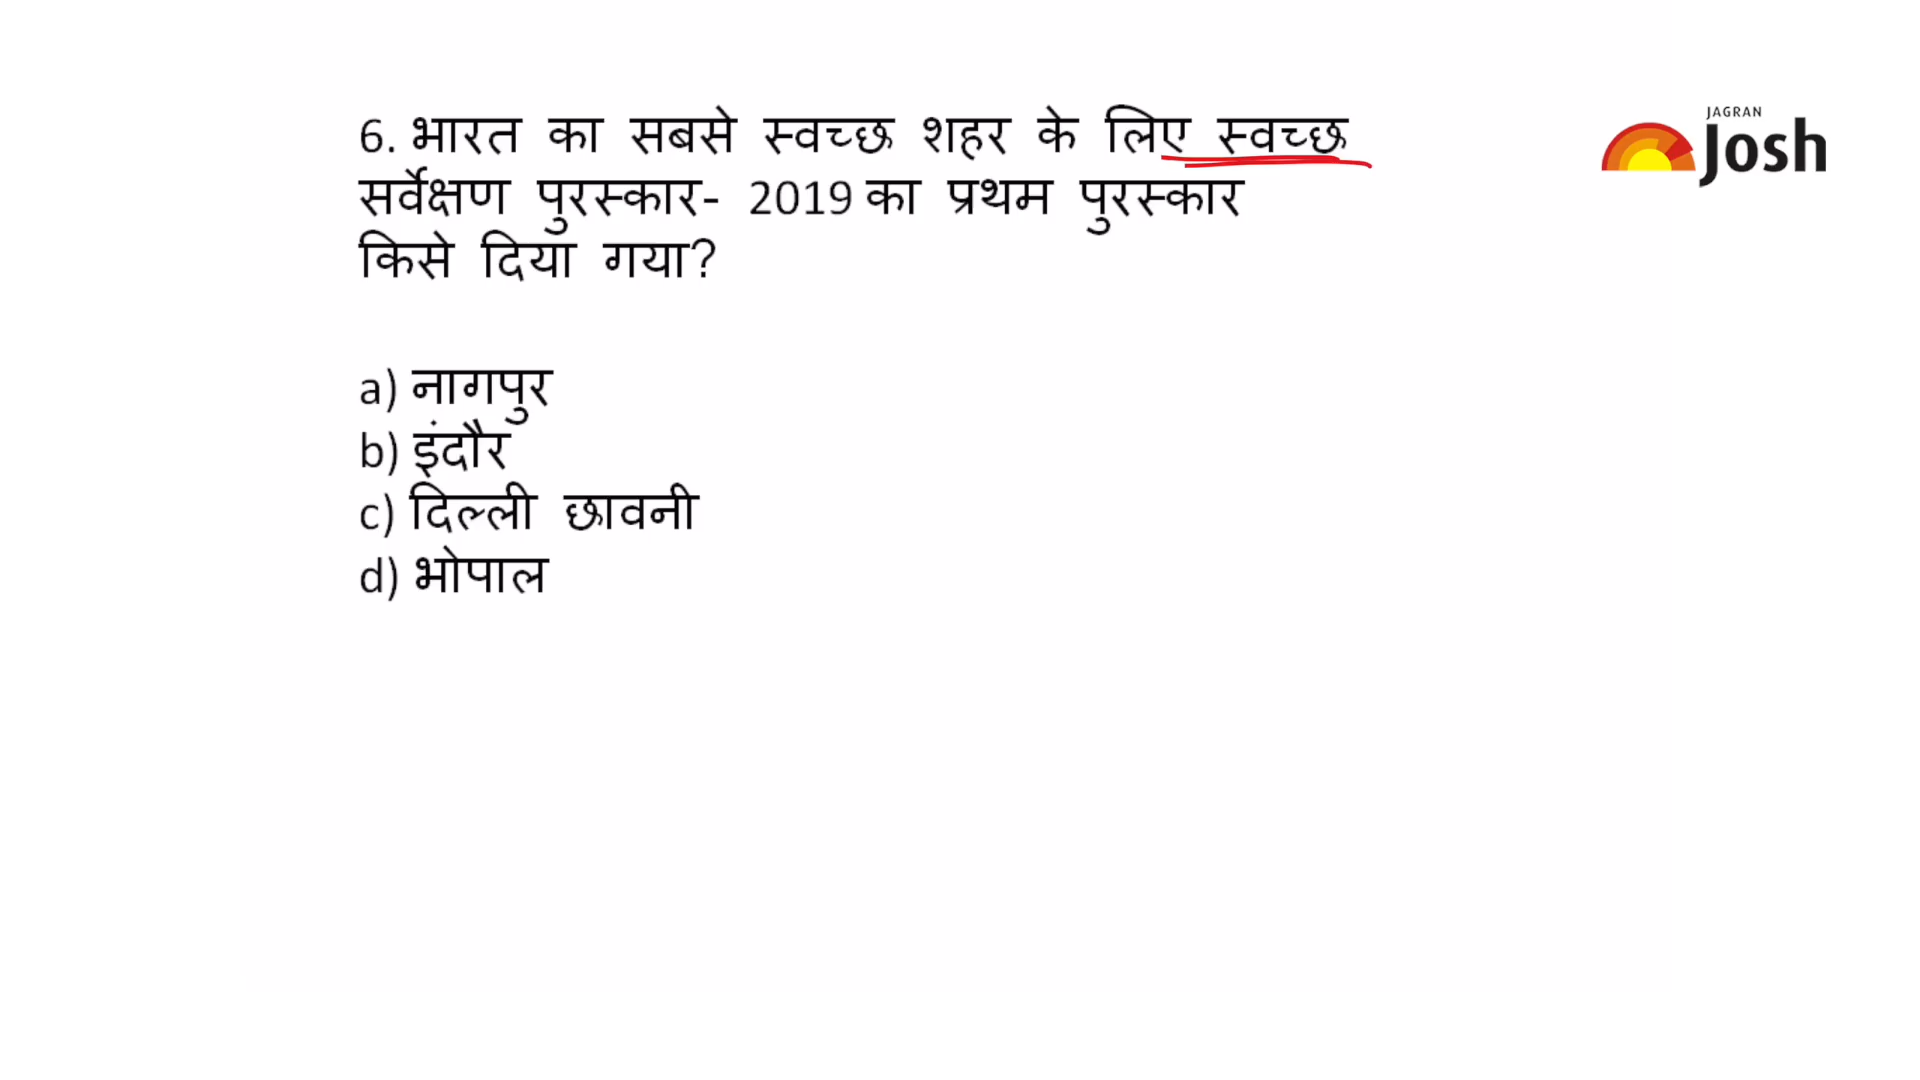 JAGRAN
Josh
6. भारत का सबसे स्वच्छ शहर के लिए स्वच्छ
सर्वेक्षण पुरस्कार- 2019 का प्रथम पुरस्कार
किसे दिया गया?
a) नागपुर
b) इंदौर
c) दिल्ली छावनी
d) भोपाल